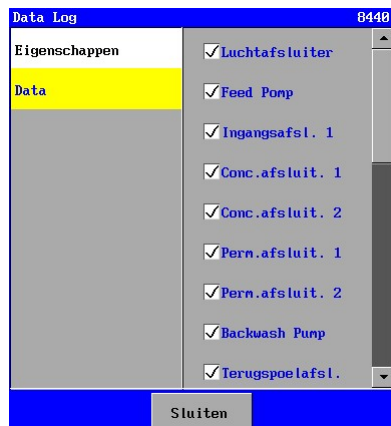 Data Log 8440
Eigenschappen
Data
Luchtafsluiter
Feed Pomp
Ingangsafsl. 1
Conc.afsluit. 1
Conc.afsluit. 2
Perm.afsluit. 1
Perm.afsluit. 2
Backwash Pump
Terugspoelafsl.
Sluiten